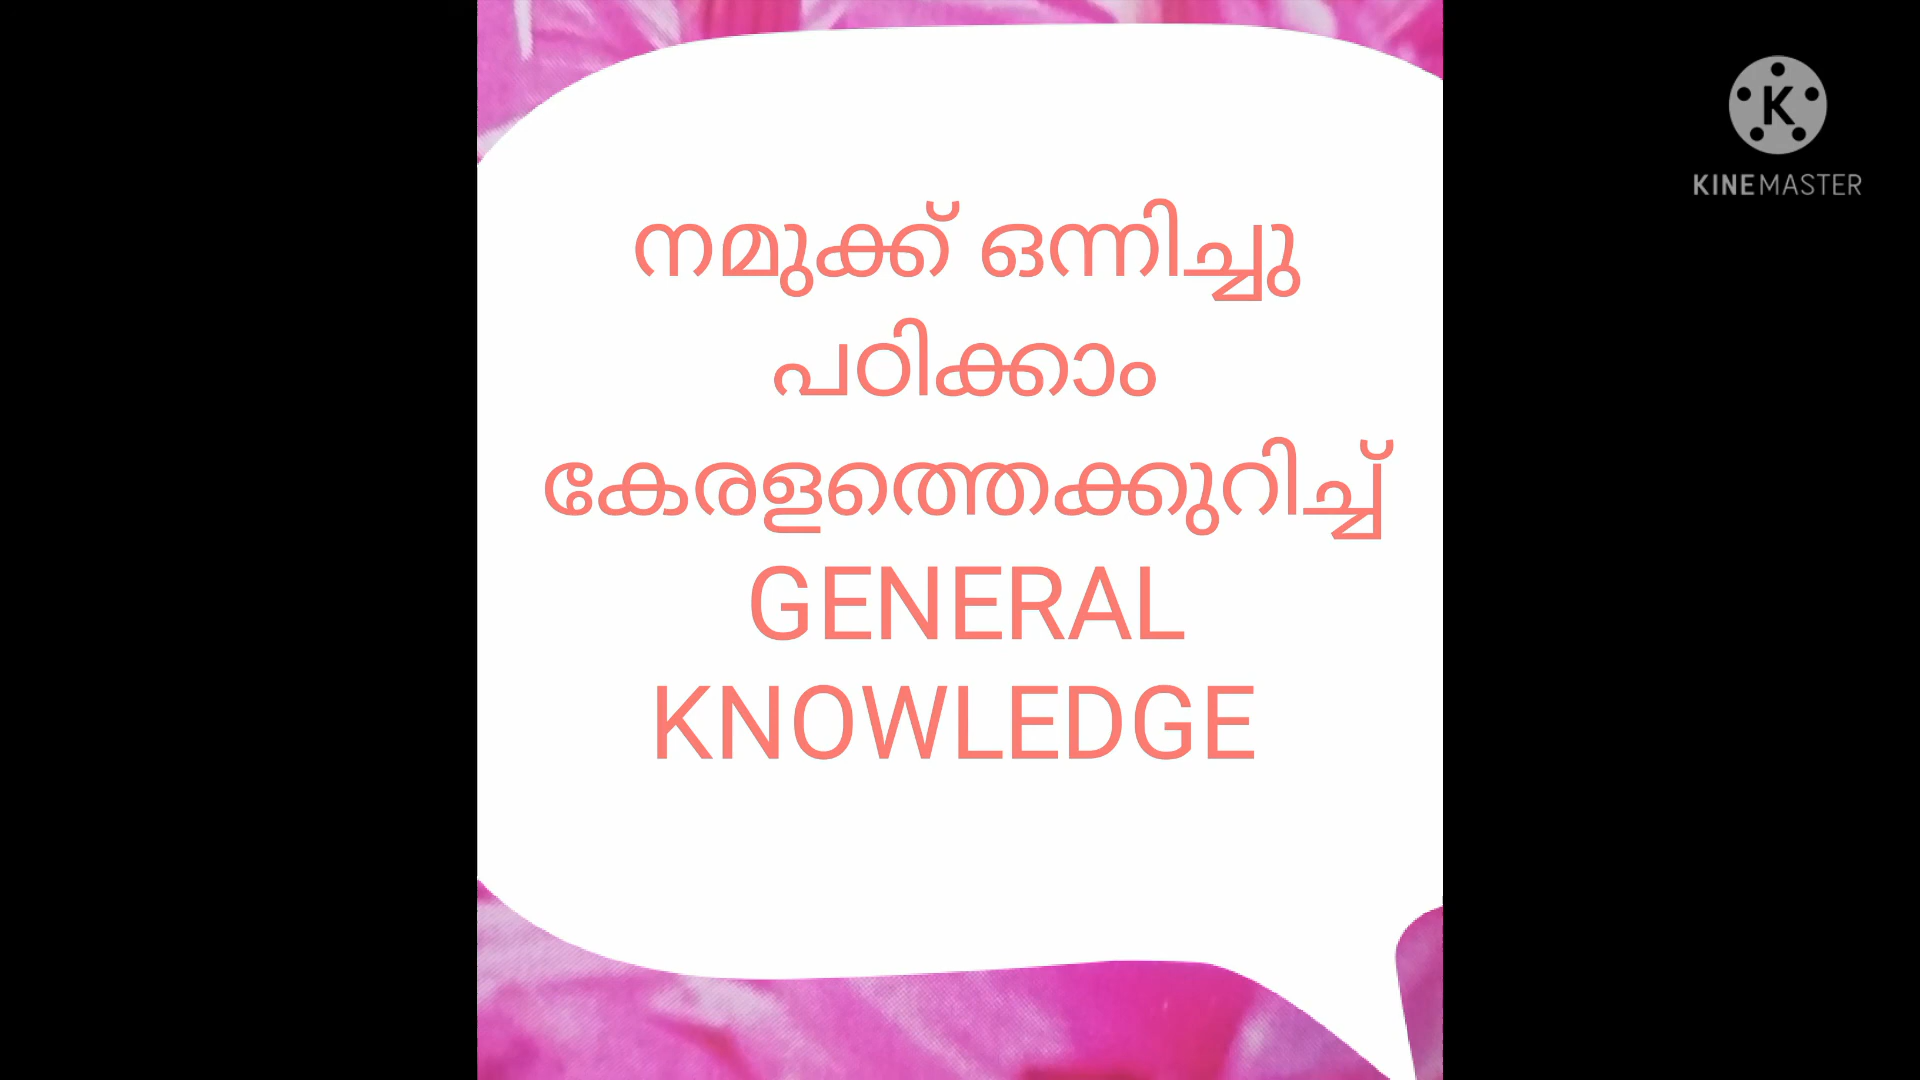 നമുക്ക് ഒന്നിച്ചു
പഠിക്കാം
കേരളത്തെക്കുറിച്ച്
GENERAL
KNOWLEDGE
K
KINEMASTER